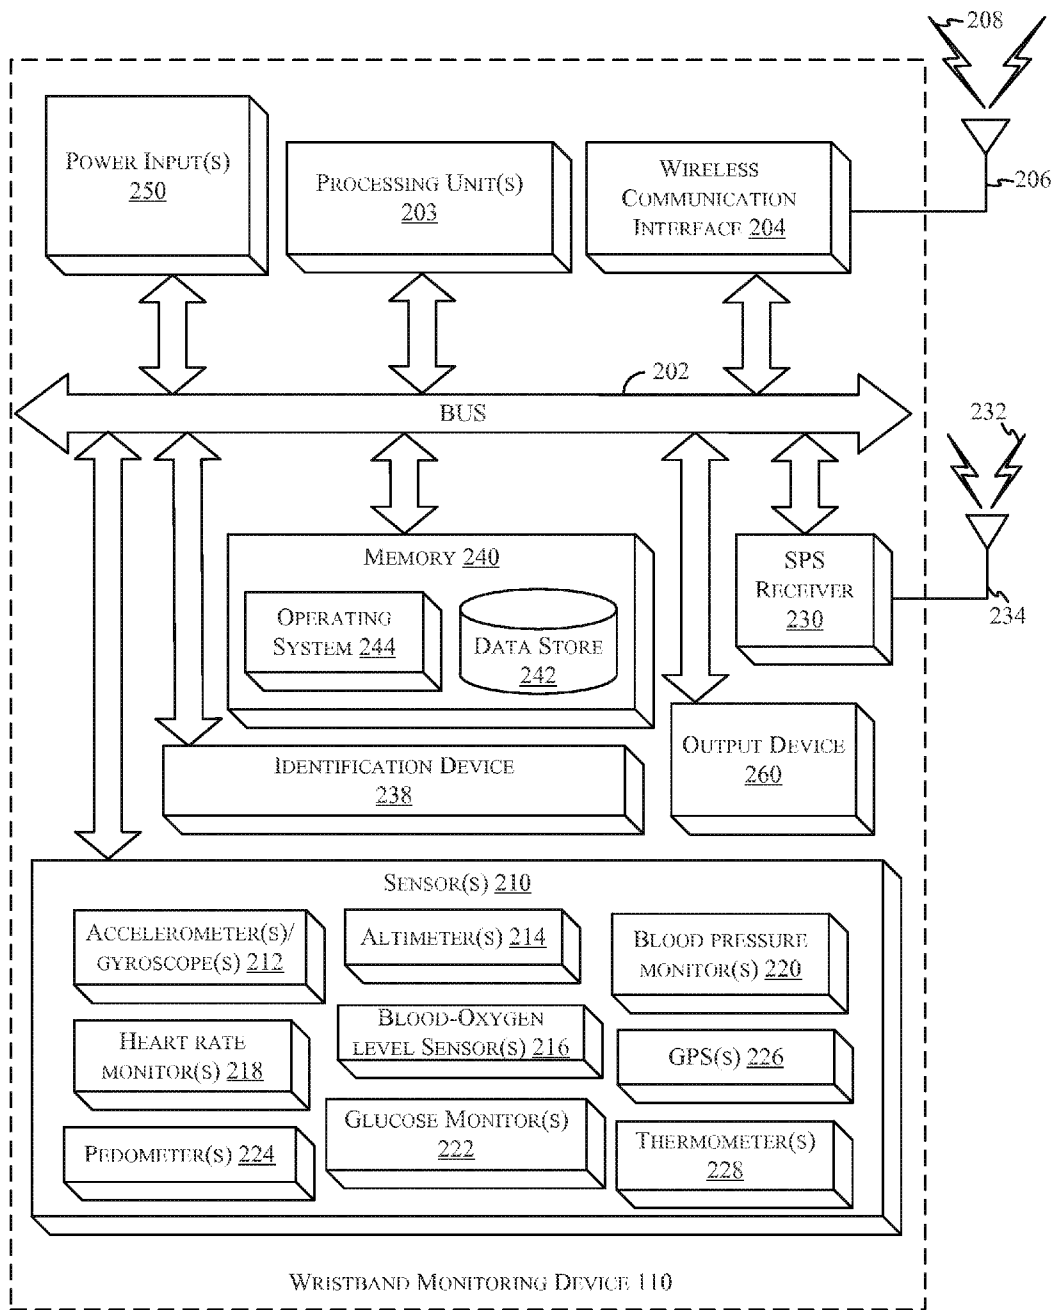 208
POWER INPUT(S)
250
PROCESSING UNIT(S)
203
WIRELESS
COMMUNICATION
INTERFACE 204
206
202
BUS
232
MEMORY 240
OPERATING
SYSTEM 244
DATA STORE
242
SPS
RECEIVER
230
234
IDENTIFICATION DEVICE
238
OUTPUT DEVICE
260
SENSOR(S) 210
ACCELEROMETER(S)/
GYROSCOPE(S) 212
ALTIMETER(S) 214
BLOOD PRESSURE
MONITOR(S) 220
HEART RATE
MONITOR(S) 218
BLOOD-OXYGEN
LEVEL SENSOR(S) 216
GPS(S) 226
PEDOMETER(S) 224
GLUCOSE MONITOR(S)
222
THERMOMETER(S)
228
WRISTBAND MONITORING DEVICE 110